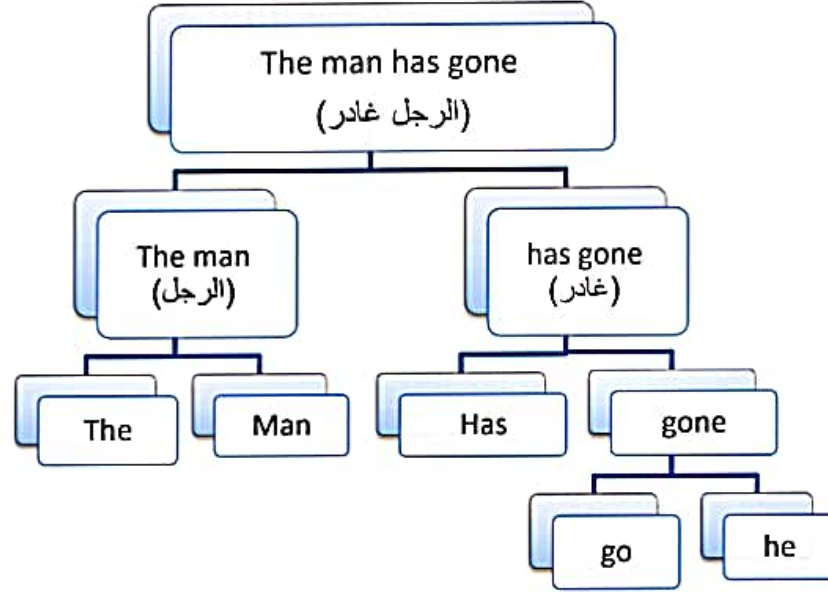 The man has gone
(الرجل غادر)
The man
(الرجل)
has gone
(غادر)
The
Man
Has
gone
go
he